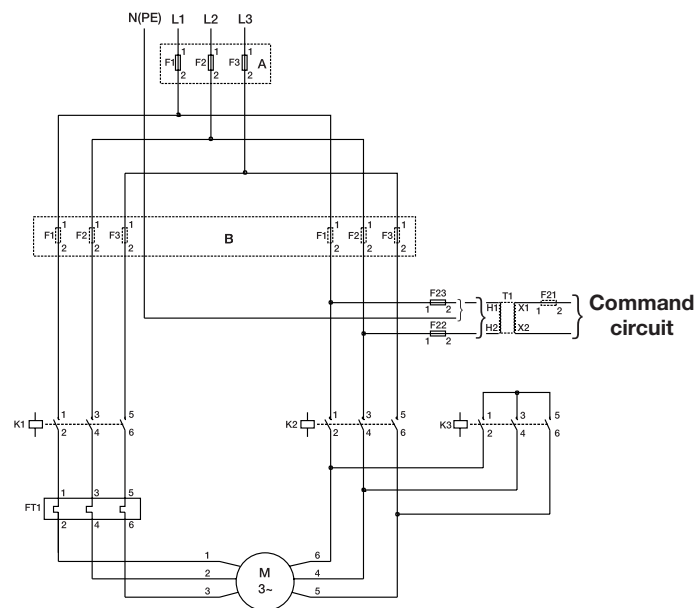 N(PE) L1 L2 L3
F1 1 2 F2 1 2 F3 1 2 A
F1 1 2 F2 1 2 F3 1 2 B F1 1 2 F2 1 2 F3 1 2
F23 1 2
F22 1 2
H1 H2 T1 X1 X2
F21 1 2
Command
circuit
K1 1 2 3 4 5 6
K2 1 2 3 4 5 6
K3 1 2 3 4 5 6
FT1 1 2 3 4 5 6
1 2 3
M
3~
6 4 5